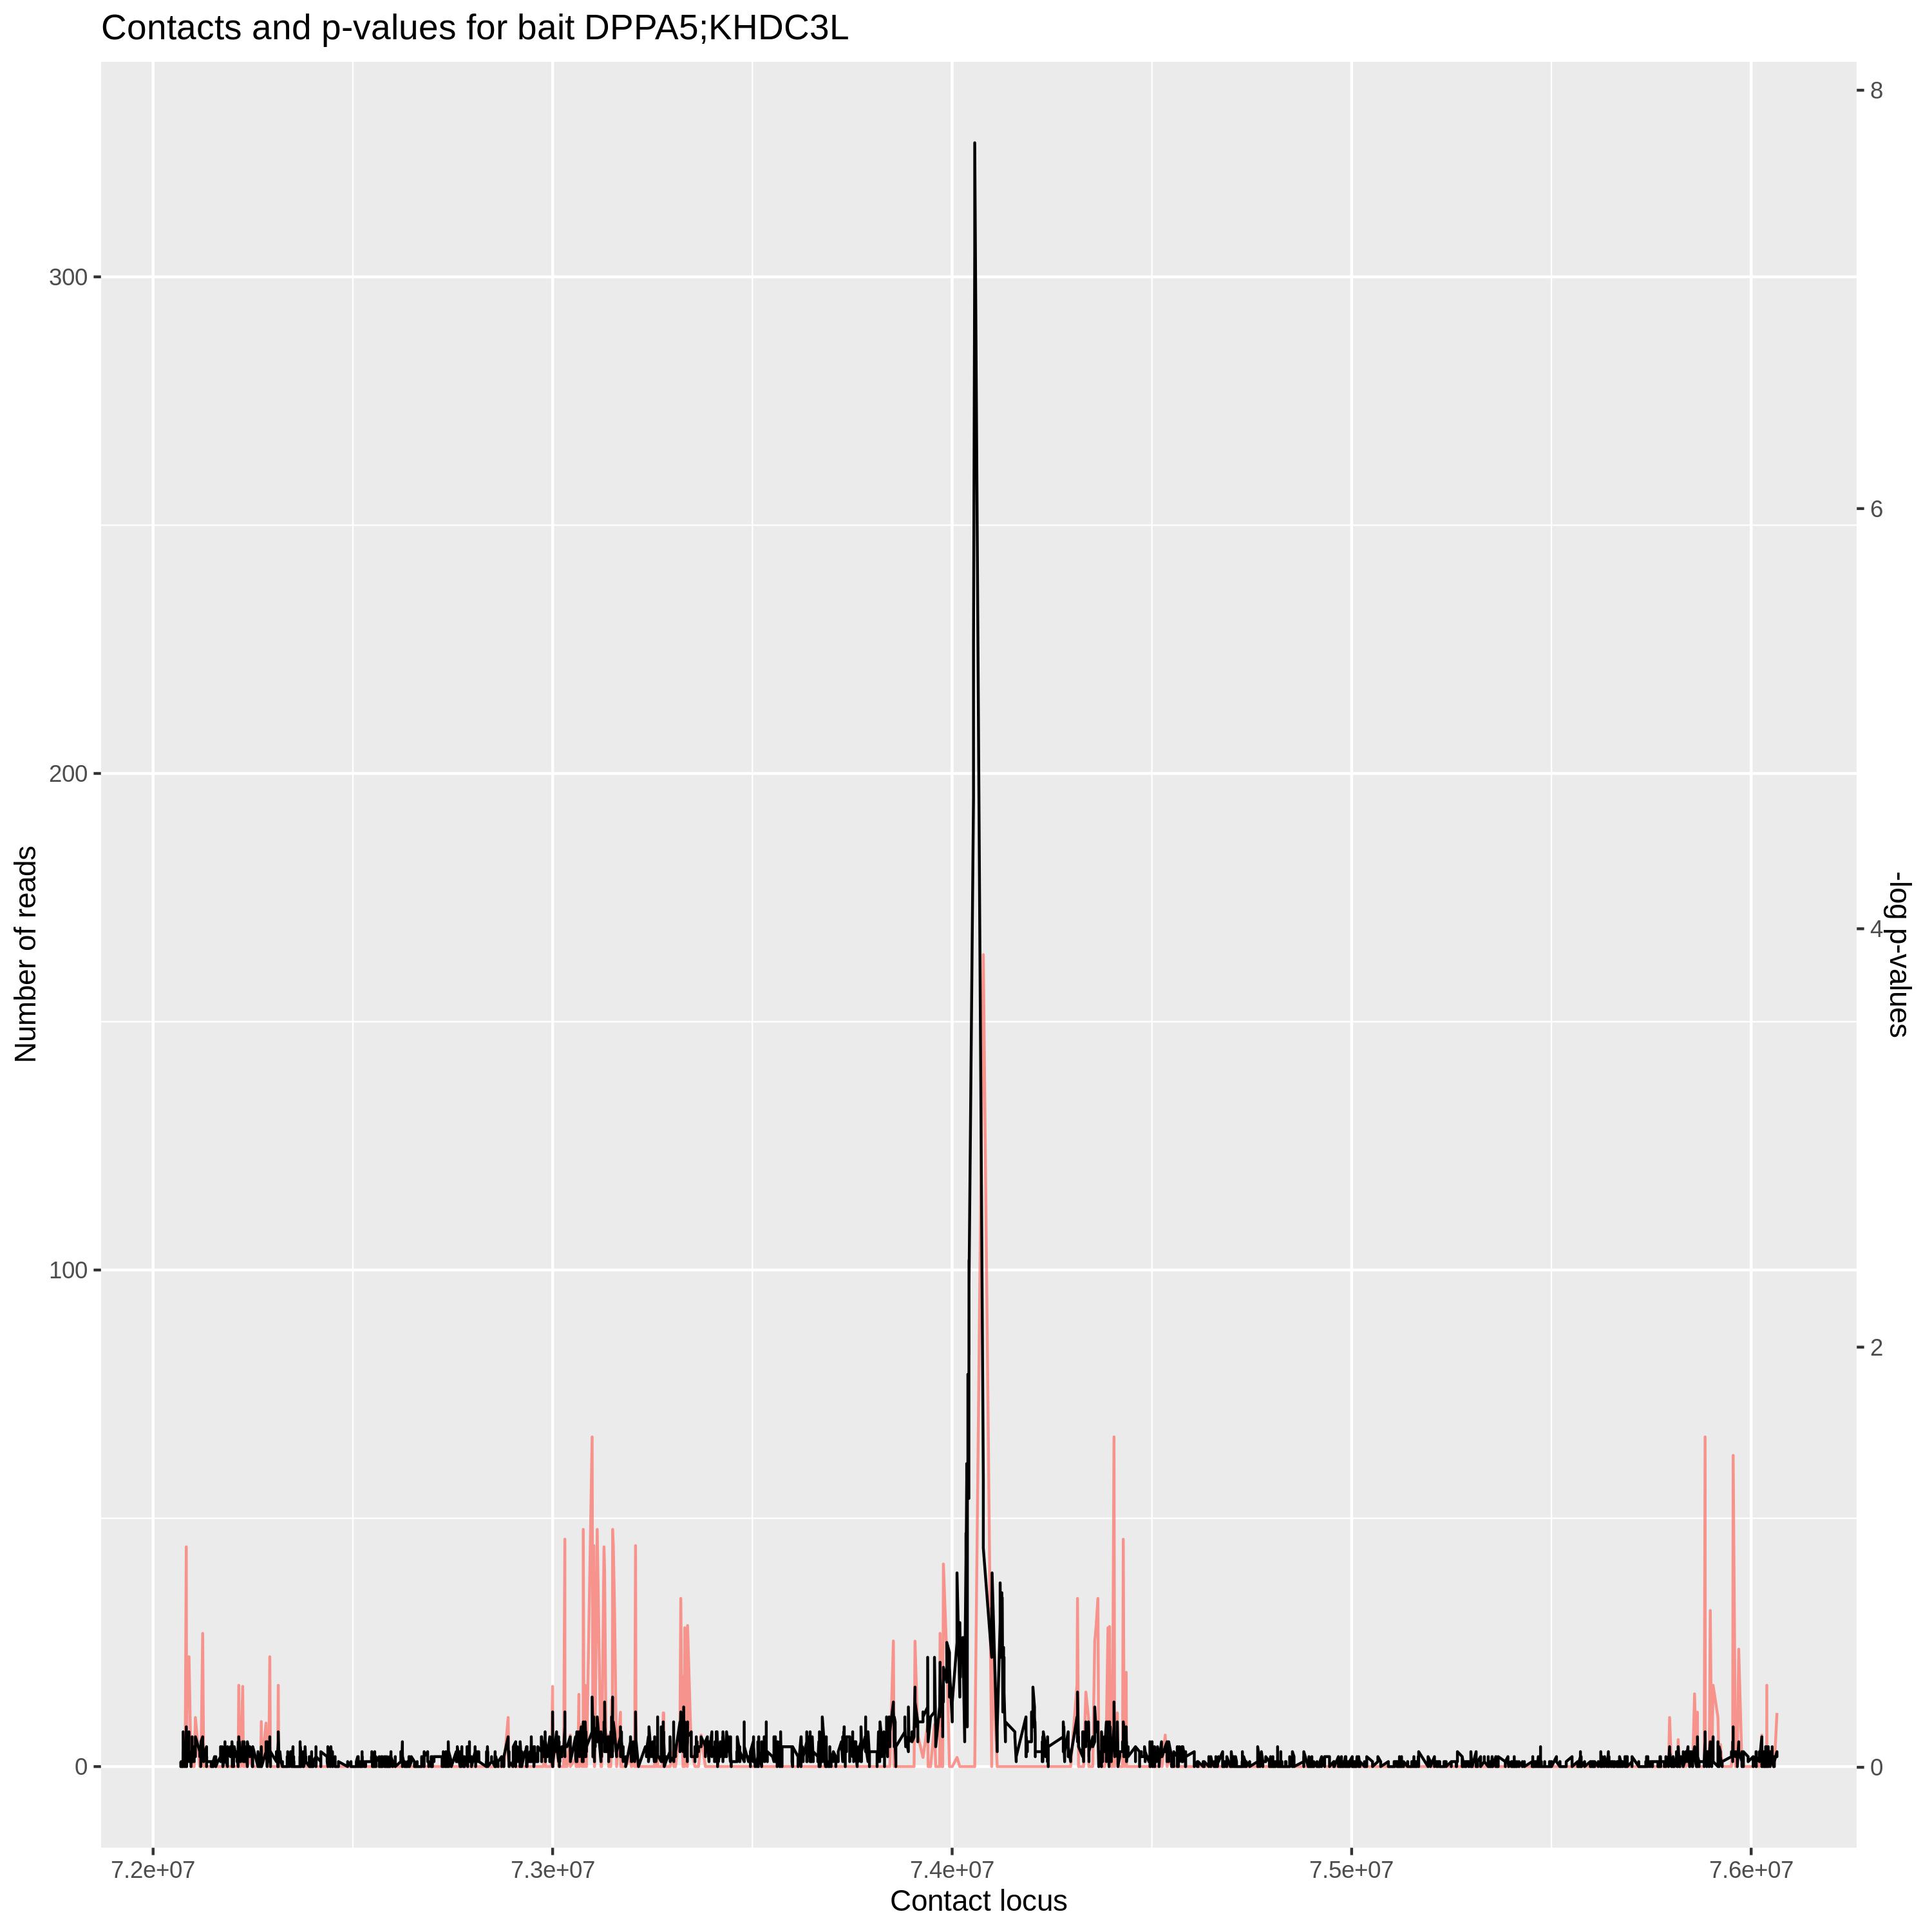 Contacts and p-values for bait DPPA5;KHDC3L
Number of reads
300
200
100
0
8
6
4
2
0
-log p-values
7.2e+07
7.3e+07
7.4e+07
7.5e+07
7.6e+07
Contact locus